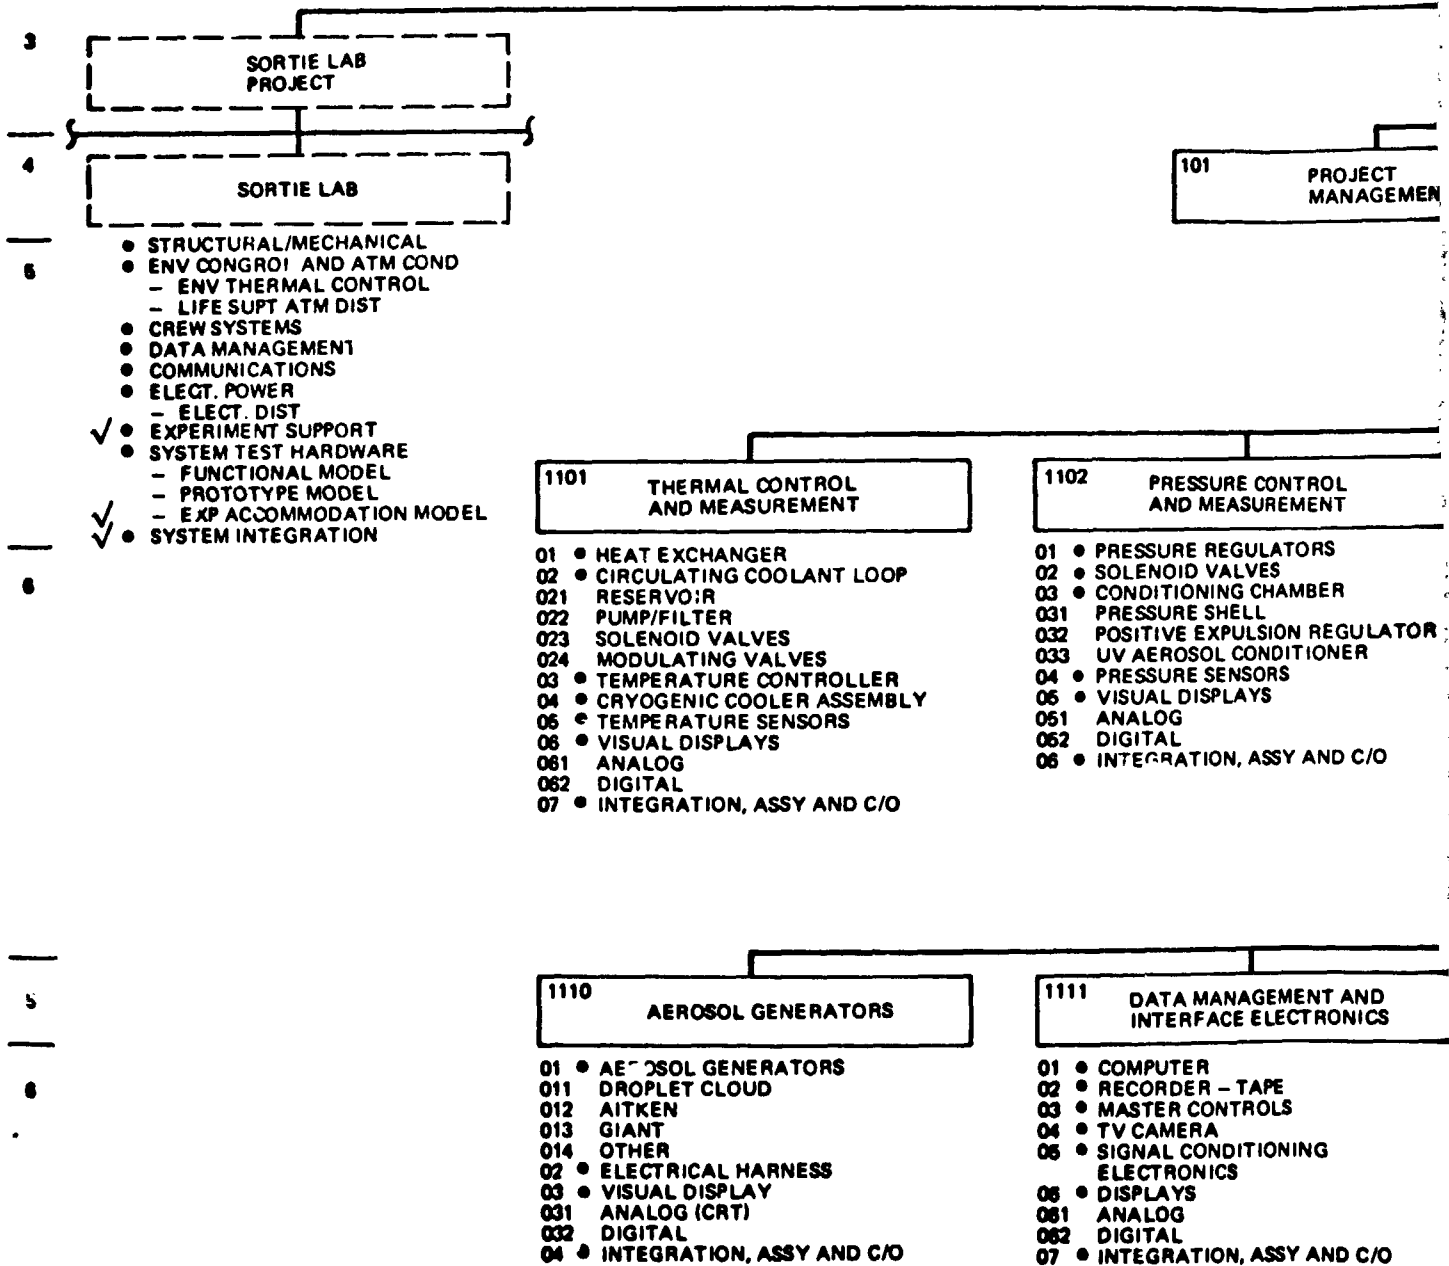 3
SORTIE LAB
PROJECT
4
SORTIE LAB
101
PROJECT
MANAGEMEN
5
● STRUCTURAL/MECHANICAL
● ENV CONGROI AND ATM COND
– ENV THERMAL CONTROL
– LIFE SUPT ATM DIST
● CREW SYSTEMS
● DATA MANAGEMENT
● COMMUNICATIONS
● ELECT. POWER
– ELECT. DIST
✓ ● EXPERIMENT SUPPORT
● SYSTEM TEST HARDWARE
– FUNCTIONAL MODEL
– PROTOTYPE MODEL
✓ – EXP ACCOMMODATION MODEL
✓ ● SYSTEM INTEGRATION
1101
THERMAL CONTROL
AND MEASUREMENT
1102
PRESSURE CONTROL
AND MEASUREMENT
6
01 ● HEAT EXCHANGER
02 ● CIRCULATING COOLANT LOOP
021 RESERVOIR
022 PUMP/FILTER
023 SOLENOID VALVES
024 MODULATING VALVES
03 ● TEMPERATURE CONTROLLER
04 ● CRYOGENIC COOLER ASSEMBLY
05 ● TEMPERATURE SENSORS
06 ● VISUAL DISPLAYS
061 ANALOG
062 DIGITAL
07 ● INTEGRATION, ASSY AND C/O
01 ● PRESSURE REGULATORS
02 ● SOLENOID VALVES
03 ● CONDITIONING CHAMBER
031 PRESSURE SHELL
032 POSITIVE EXPULSION REGULATOR
033 UV AEROSOL CONDITIONER
04 ● PRESSURE SENSORS
05 ● VISUAL DISPLAYS
051 ANALOG
052 DIGITAL
06 ● INTEGRATION, ASSY AND C/O
5
1110
AEROSOL GENERATORS
1111
DATA MANAGEMENT AND
INTERFACE ELECTRONICS
6
01 ● AEROSOL GENERATORS
011 DROPLET CLOUD
012 AITKEN
013 GIANT
014 OTHER
02 ● ELECTRICAL HARNESS
03 ● VISUAL DISPLAY
031 ANALOG (CRT)
032 DIGITAL
04 ● INTEGRATION, ASSY AND C/O
01 ● COMPUTER
02 ● RECORDER – TAPE
03 ● MASTER CONTROLS
04 ● TV CAMERA
05 ● SIGNAL CONDITIONING
ELECTRONICS
06 ● DISPLAYS
061 ANALOG
062 DIGITAL
07 ● INTEGRATION, ASSY AND C/O